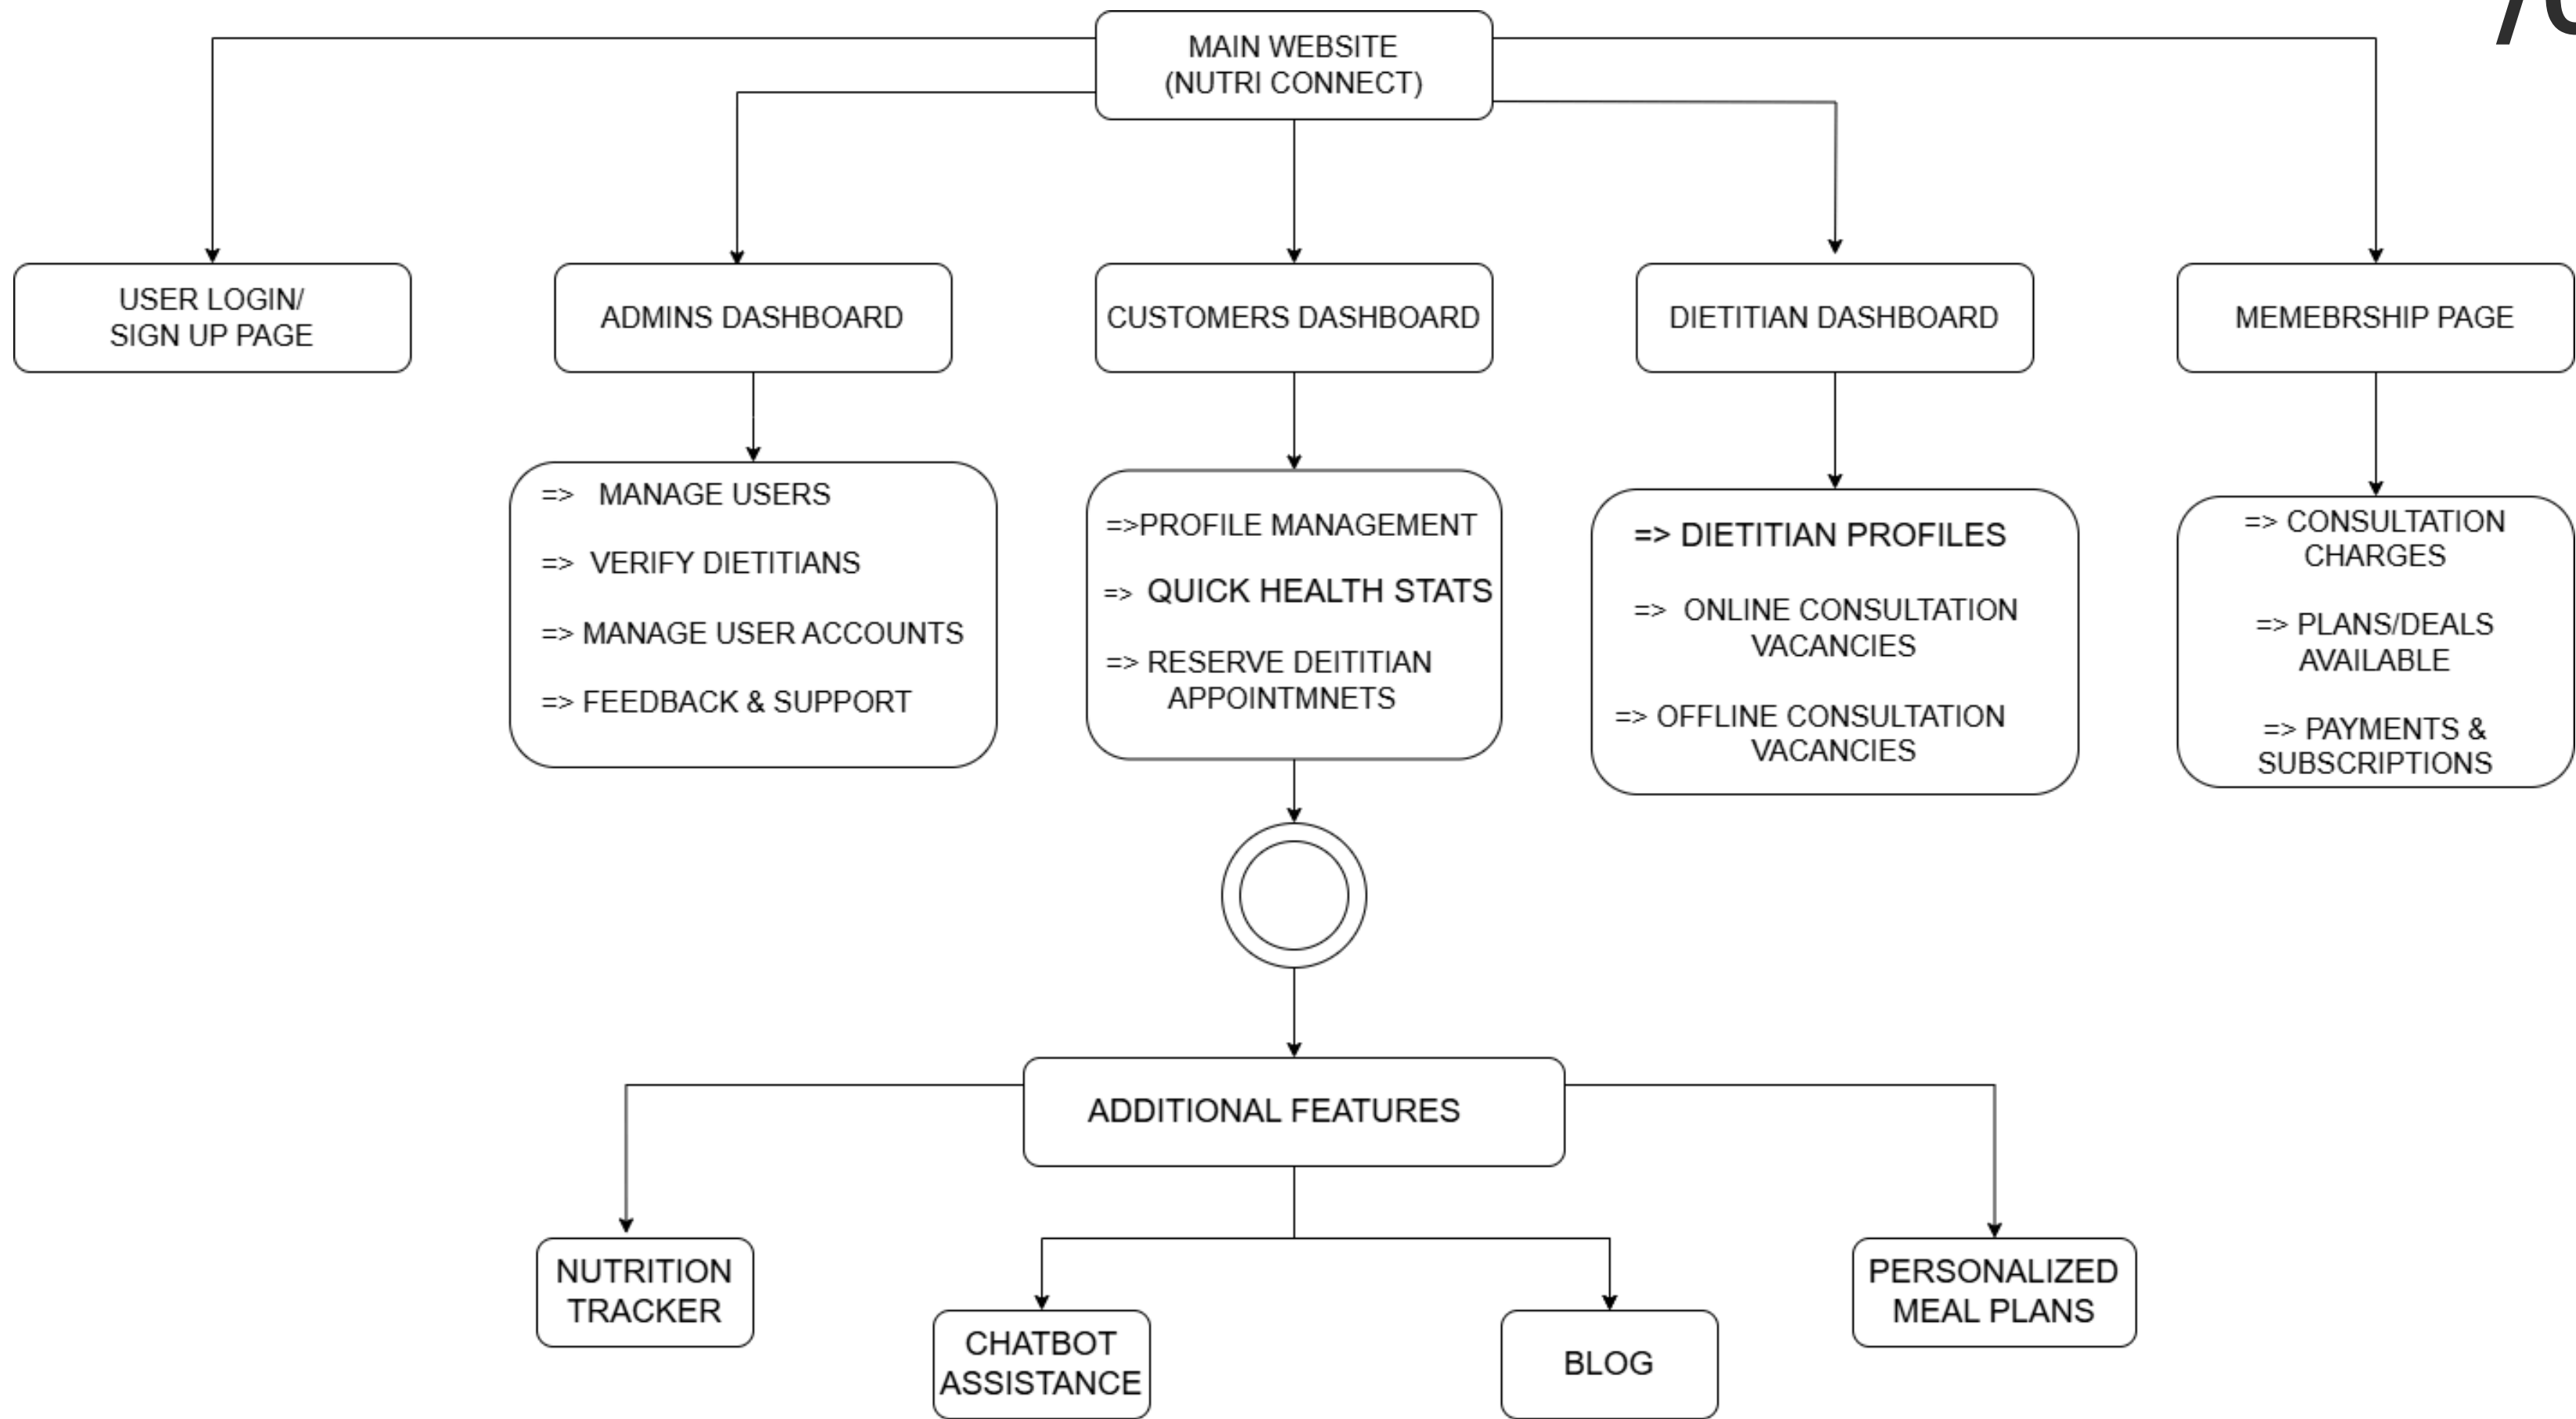 MAIN WEBSITE
(NUTRI CONNECT)
USER LOGIN/
SIGN UP PAGE
ADMINS DASHBOARD
CUSTOMERS DASHBOARD
DIETITIAN DASHBOARD
MEMEBRSHIP PAGE
=> MANAGE USERS
=> VERIFY DIETITIANS
=> MANAGE USER ACCOUNTS
=> FEEDBACK & SUPPORT
=>PROFILE MANAGEMENT
=> QUICK HEALTH STATS
=> RESERVE DEITITIAN
APPOINTMNETS
=> DIETITIAN PROFILES
=> ONLINE CONSULTATION
VACANCIES
=> OFFLINE CONSULTATION
VACANCIES
=> CONSULTATION
CHARGES
=> PLANS/DEALS
AVAILABLE
=> PAYMENTS &
SUBSCRIPTIONS
ADDITIONAL FEATURES
NUTRITION
TRACKER
CHATBOT
ASSISTANCE
BLOG
PERSONALIZED
MEAL PLANS